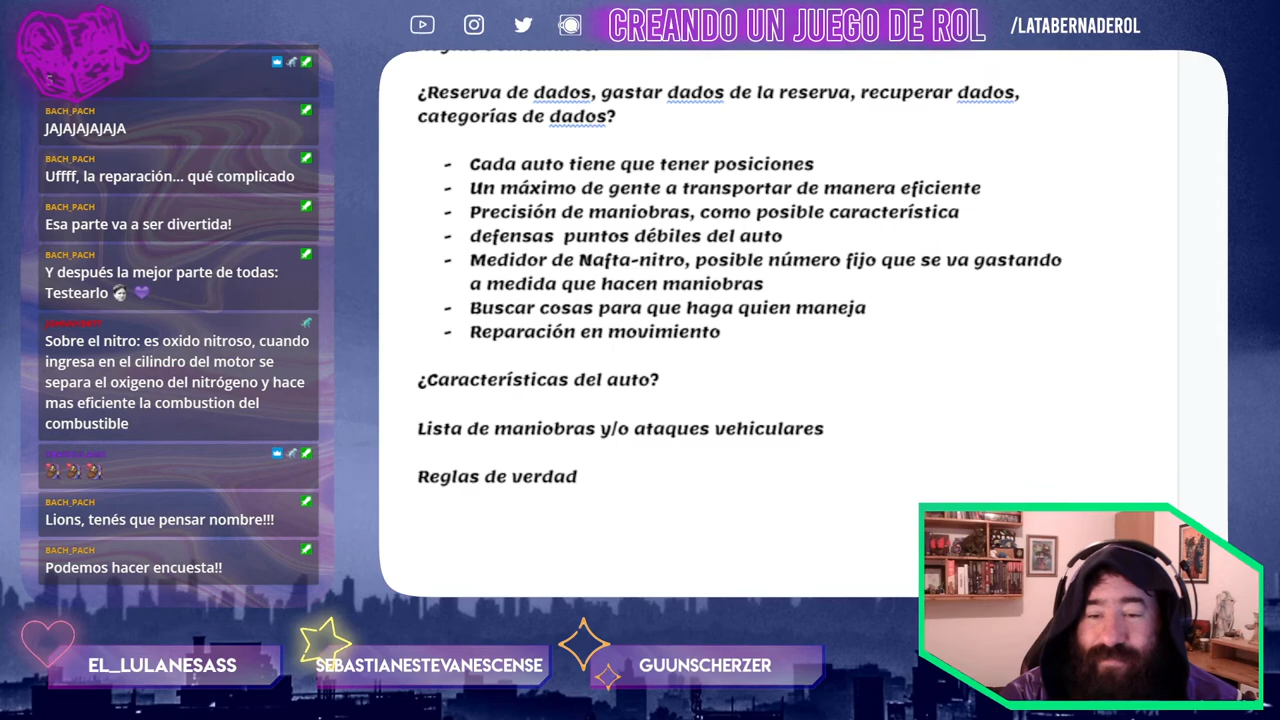 CREANDO UN JUEGO DE ROL
/LATABERNADEROL
BACH_PACH
JAJAJAJAJAJA
BACH_PACH
Uffff, la reparación... qué complicado
BACH_PACH
Esa parte va a ser divertida!
BACH_PACH
Y después la mejor parte de todas:
Testearlo
Sobre el nitro: es oxido nitroso, cuando
ingresa en el cilindro del motor se
separa el oxigeno del nitrógeno y hace
mas eficiente la combustion del
combustible
BACH_PACH
Lions, tenés que pensar nombre!!!
BACH_PACH
Podemos hacer encuesta!!
¿Reserva de dados, gastar dados de la reserva, recuperar dados,
categorías de dados?
- Cada auto tiene que tener posiciones
- Un máximo de gente a transportar de manera eficiente
- Precisión de maniobras, como posible característica
- defensas puntos débiles del auto
- Medidor de Nafta-nitro, posible número fijo que se va gastando
a medida que hacen maniobras
- Buscar cosas para que haga quien maneja
- Reparación en movimiento
¿Características del auto?
Lista de maniobras y/o ataques vehiculares
Reglas de verdad
EL_LULANESASS
SEBASTIANESTEVANESCENSE
GUUNSCHERZER